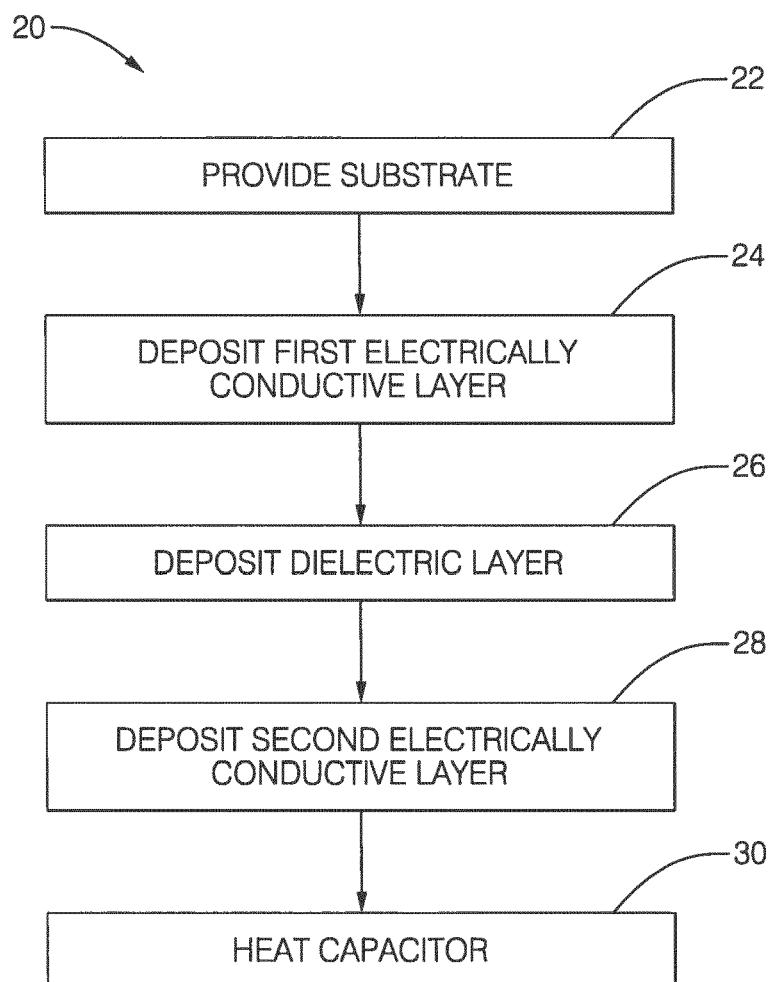 20
22
PROVIDE SUBSTRATE
24
DEPOSIT FIRST ELECTRICALLY
CONDUCTIVE LAYER
26
DEPOSIT DIELECTRIC LAYER
28
DEPOSIT SECOND ELECTRICALLY
CONDUCTIVE LAYER
30
HEAT CAPACITOR